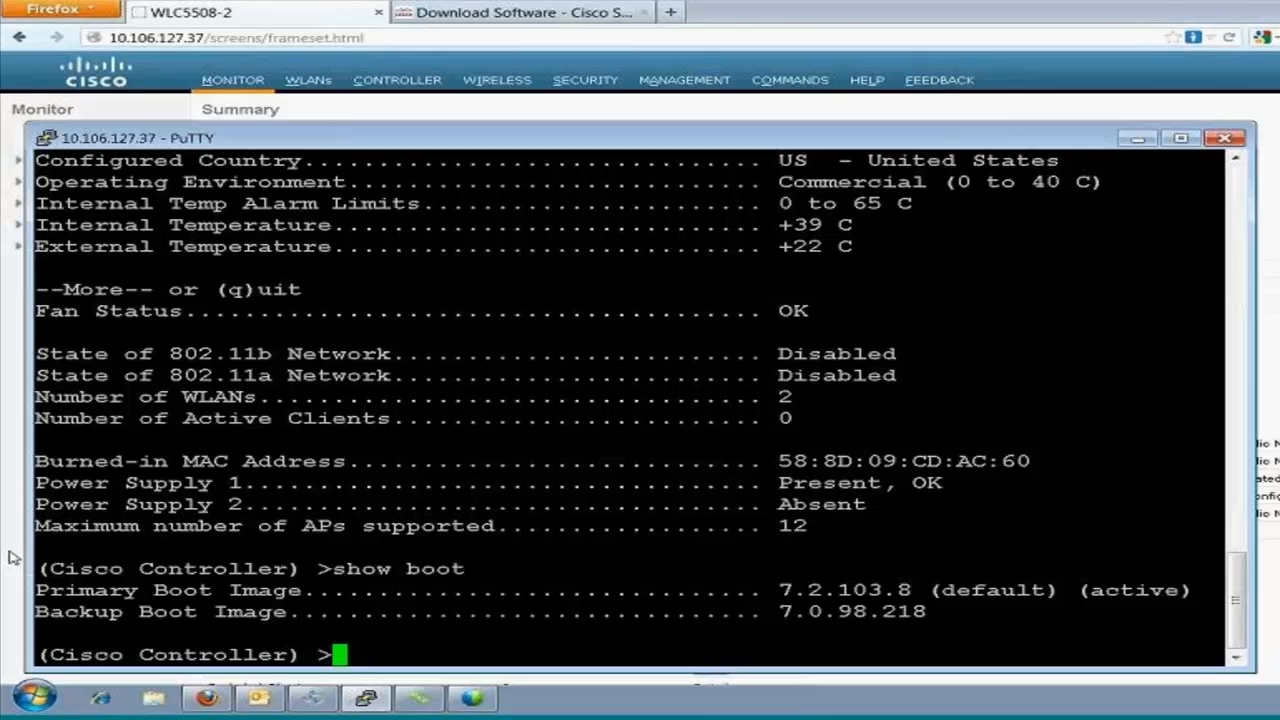 Firefox
WLC5508-2
Download Software - Cisco S...
10.106.127.37/screens/frameset.html
CISCO
MONITOR WLANs CONTROLLER WIRELESS SECURITY MANAGEMENT COMMANDS HELP FEEDBACK
Monitor
Summary
10.106.127.37 - PuTTY
Configured Country................................ US  - United States
Operating Environment............................ Commercial (0 to 40 C)
Internal Temp Alarm Limits....................... 0 to 65 C
Internal Temperature............................. +39 C
External Temperature............................. +22 C
--More-- or (q)uit
Fan Status....................................... OK
State of 802.11b Network......................... Disabled
State of 802.11a Network......................... Disabled
Number of WLANs.................................. 2
Number of Active Clients......................... 0
Burned-in MAC Address............................ 58:8D:09:CD:AC:60
Power Supply 1................................... Present, OK
Power Supply 2................................... Absent
Maximum number of APs supported.................. 12
(Cisco Controller) >show boot
Primary Boot Image............................... 7.2.103.8 (default) (active)
Backup Boot Image................................ 7.0.98.218
(Cisco Controller) >